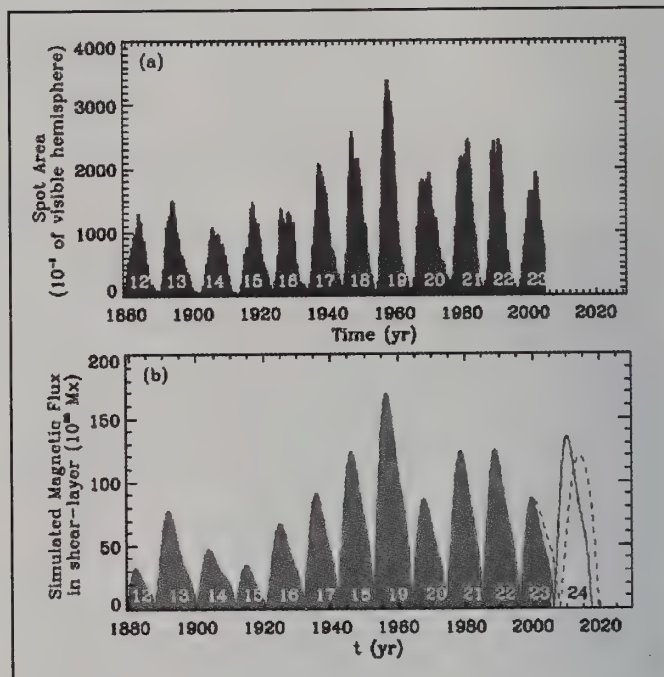 (a)
4000
3000
2000
1000
0
Spot Area
of visible hemisphere)
12 13 14 15 16 17 18 19 20 21 22 23
1880 1900 1920 1940 1960 1980 2000 2020
Time (yr)
(b)
200
150
100
50
0
Simulated Magnetic Flux
in shear-layer Mx)
12 13 14 15 16 17 18 19 20 21 22 23 24
1880 1900 1920 1940 1960 1980 2000 2020
t (yr)